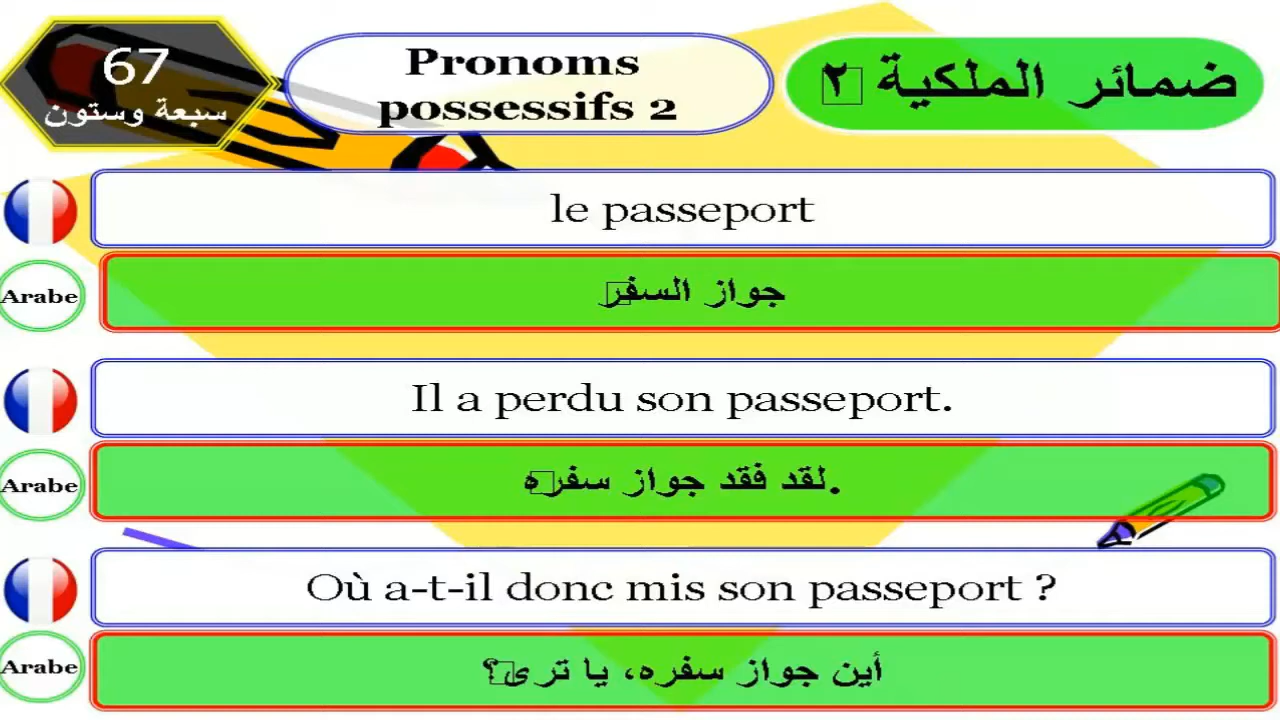 67
سبعة وستون
Pronoms
possessifs 2
ضمائر الملكية ٢
le passeport
Arabe
جواز السفر
Il a perdu son passeport.
Arabe
لقد فقد جواز سفره.
Où a-t-il donc mis son passeport ?
Arabe
أين جواز سفره، يا ترى؟